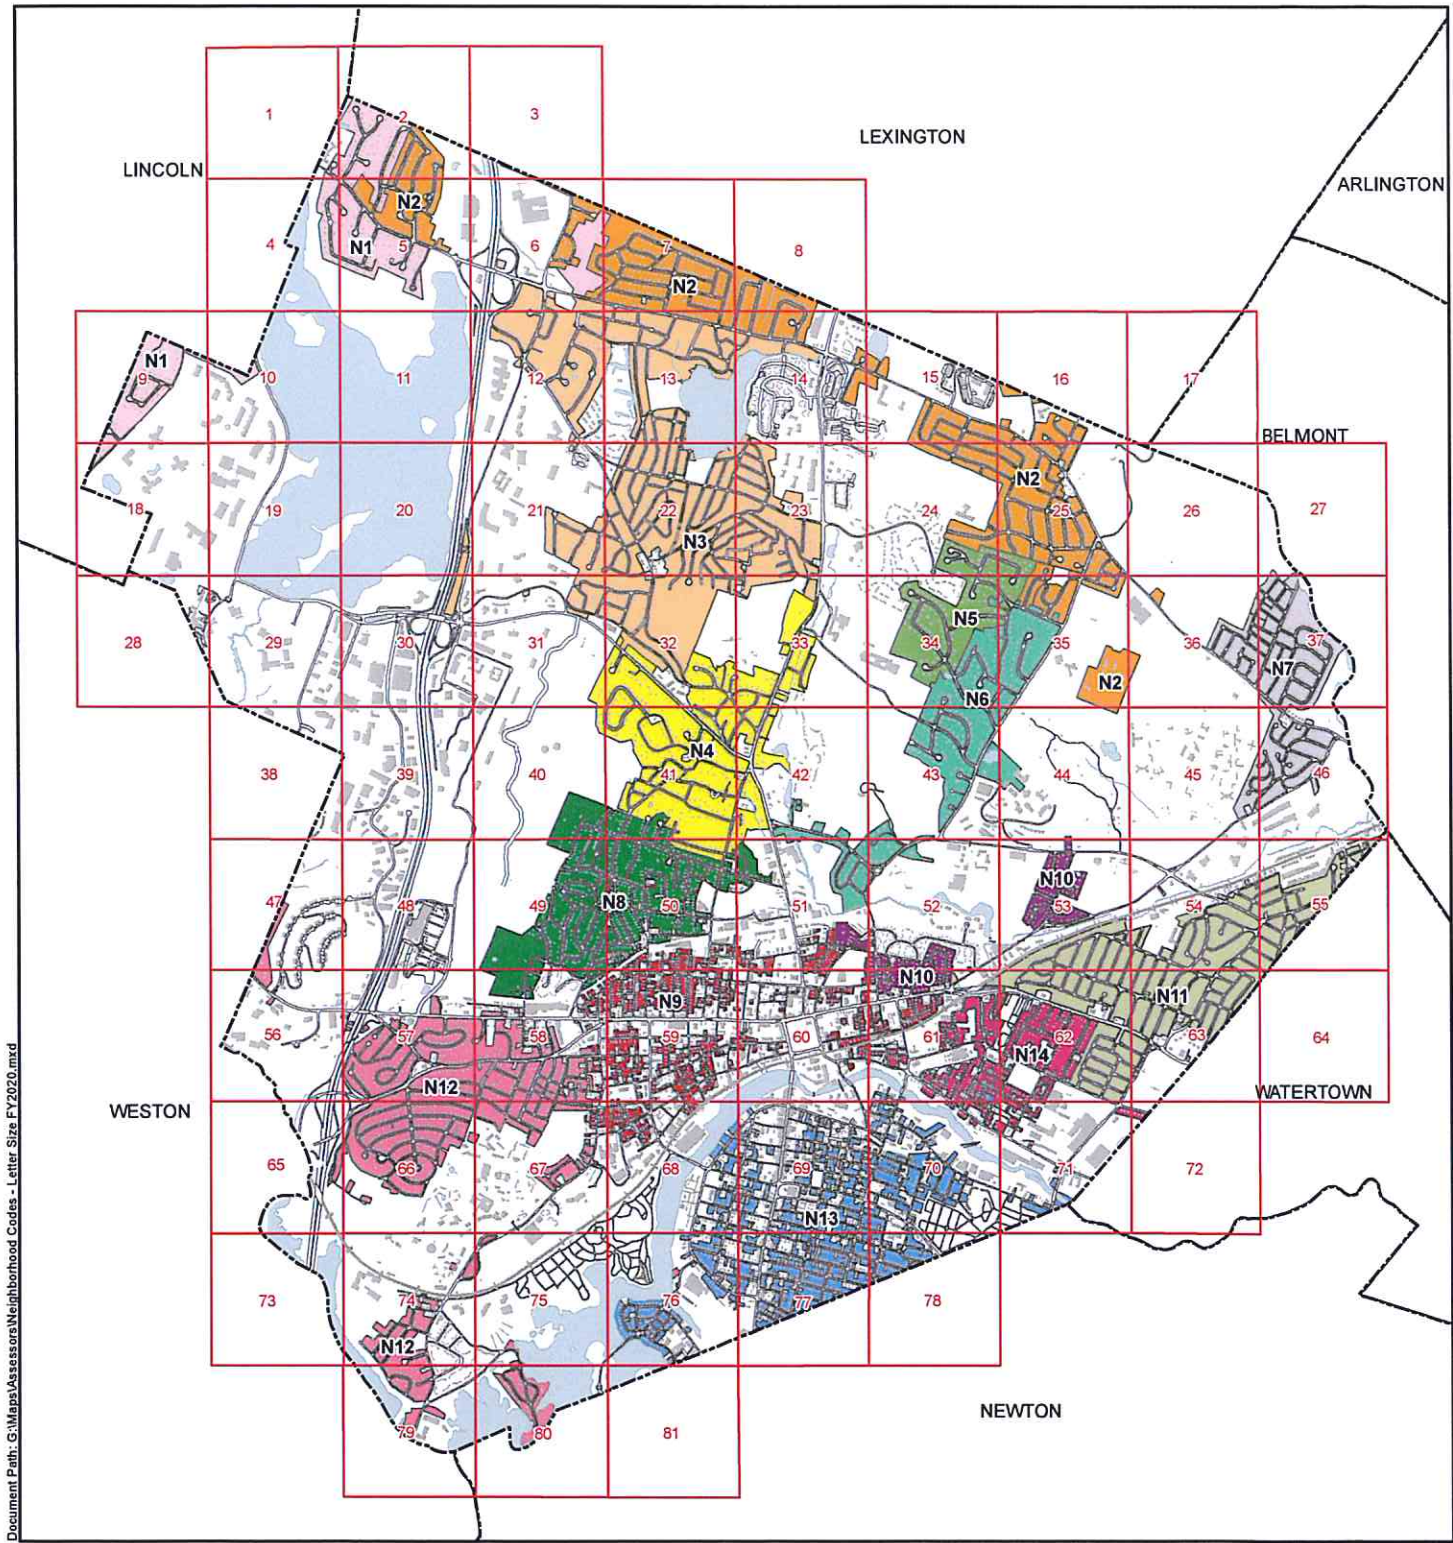 1 2 3
LEXINGTON
LINCOLN
ARLINGTON
N2
4 N1 5 6 7 8
N2
N1
9 10 11 12 13 14 15 16 17
BELMONT
N2
18 19 20 21 22 23 24 25 26 27
N3
N5
28 29 30 31 32 33 34 35 36 37
N7
N2
N6
N4
38 39 40 41 42 43 44 45 46
N10
47 48 49 N8 50 51 52 53 54 55
N10
N9
N11
56 57 58 59 60 61 62 63 64
N14
N12
WESTON
WATERTOWN
65 66 67 68 69 70 71 72
N13
73 74 75 76 77 78
N12
NEWTON
79 80 81
Document Path: G:\Maps\Assessors\Neighborhood Codes - Letter Size FY2020.mxd